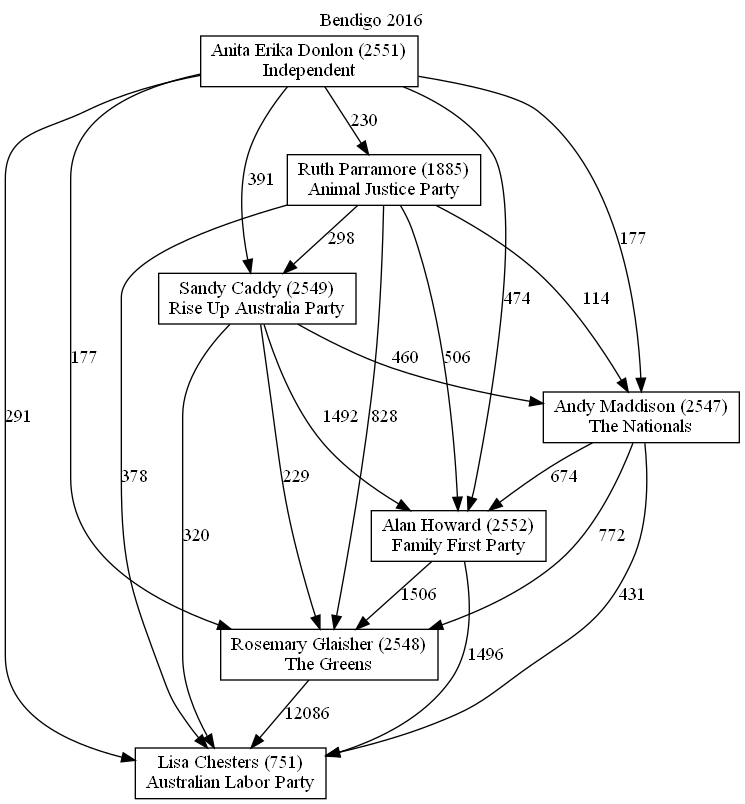 Bendigo 2016
Anita Erika Donlon (2551)
Independent
230
Ruth Parramore (1885)
Animal Justice Party
391
298
177
Sandy Caddy (2549)
Rise Up Australia Party
474
114
177
460
506
291
1492
828
Andy Maddison (2547)
The Nationals
378
229
674
320
Alan Howard (2552)
Family First Party
772
1506
431
Rosemary Glaisher (2548)
The Greens
1496
12086
Lisa Chesters (751)
Australian Labor Party